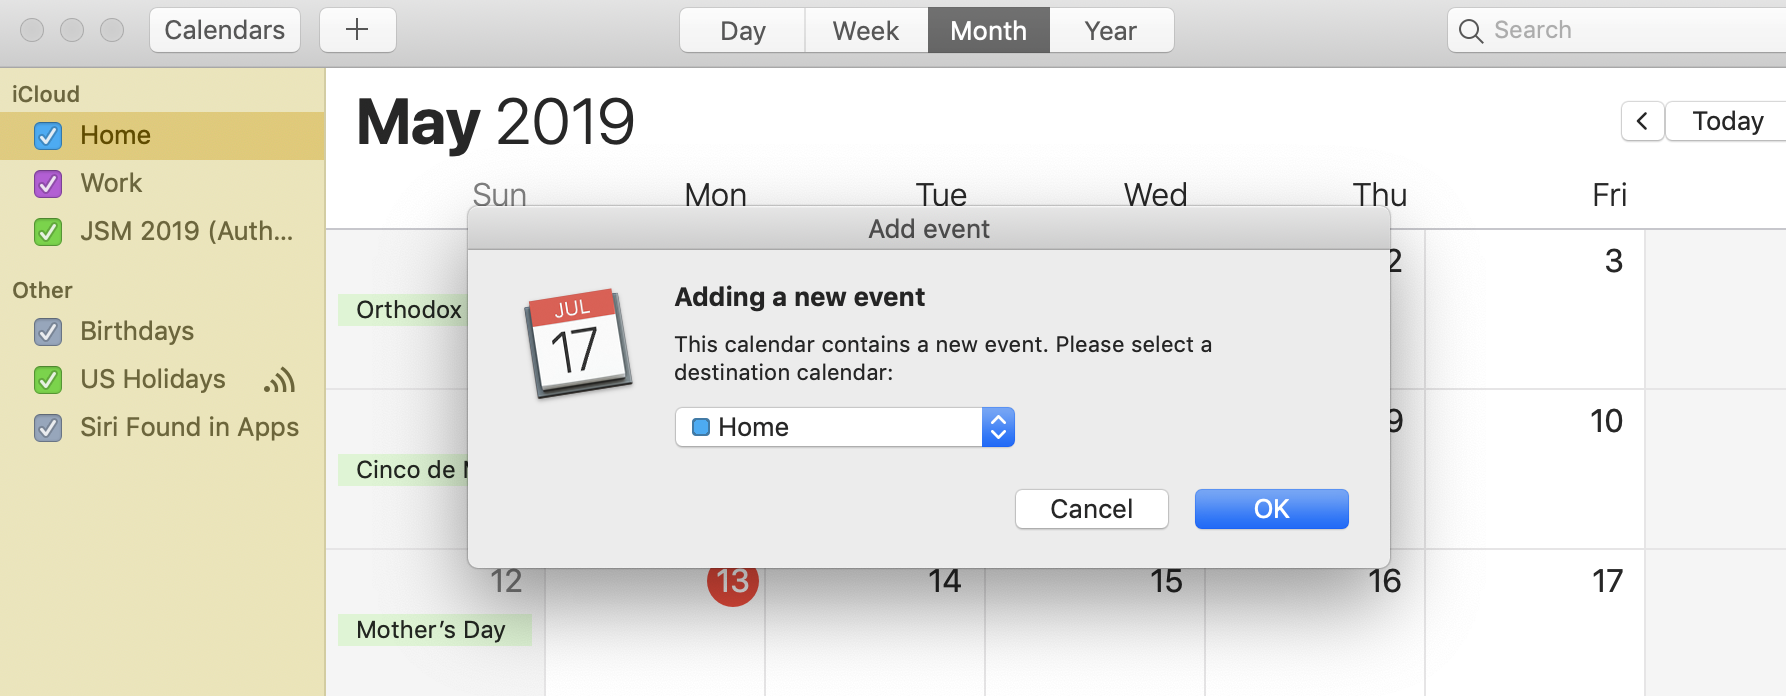 Calendars
Day Week Month Year
Search
iCloud
Home
Work
JSM 2019 (Auth...
Other
Birthdays
US Holidays
Siri Found in Apps
May 2019
Today
Sun Mon Tue Wed Thu Fri
2 3
Orthodox
9 10
Cinco de
12 13 14 15 16 17
Mother’s Day
Add event
JUL
17
Adding a new event
This calendar contains a new event. Please select a
destination calendar:
Home
Cancel OK